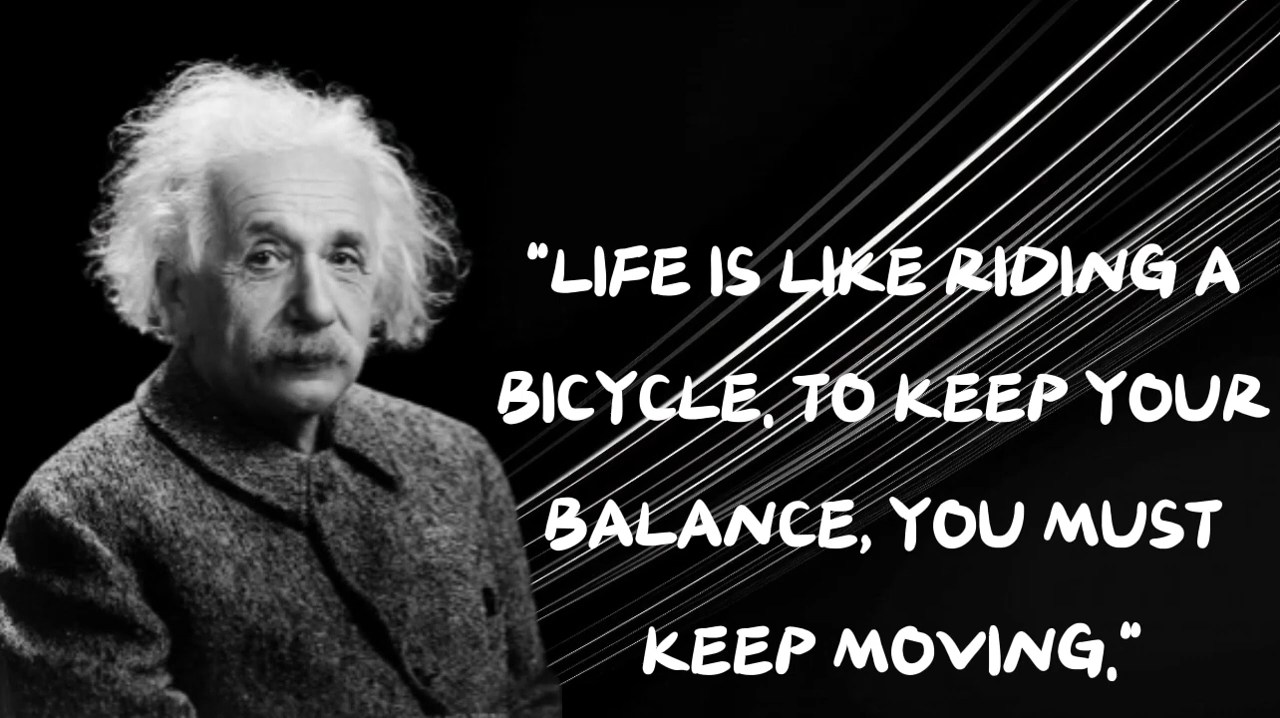 "LIFE IS LIKE RIDING A
BICYCLE. TO KEEP YOUR
BALANCE, YOU MUST
KEEP MOVING."